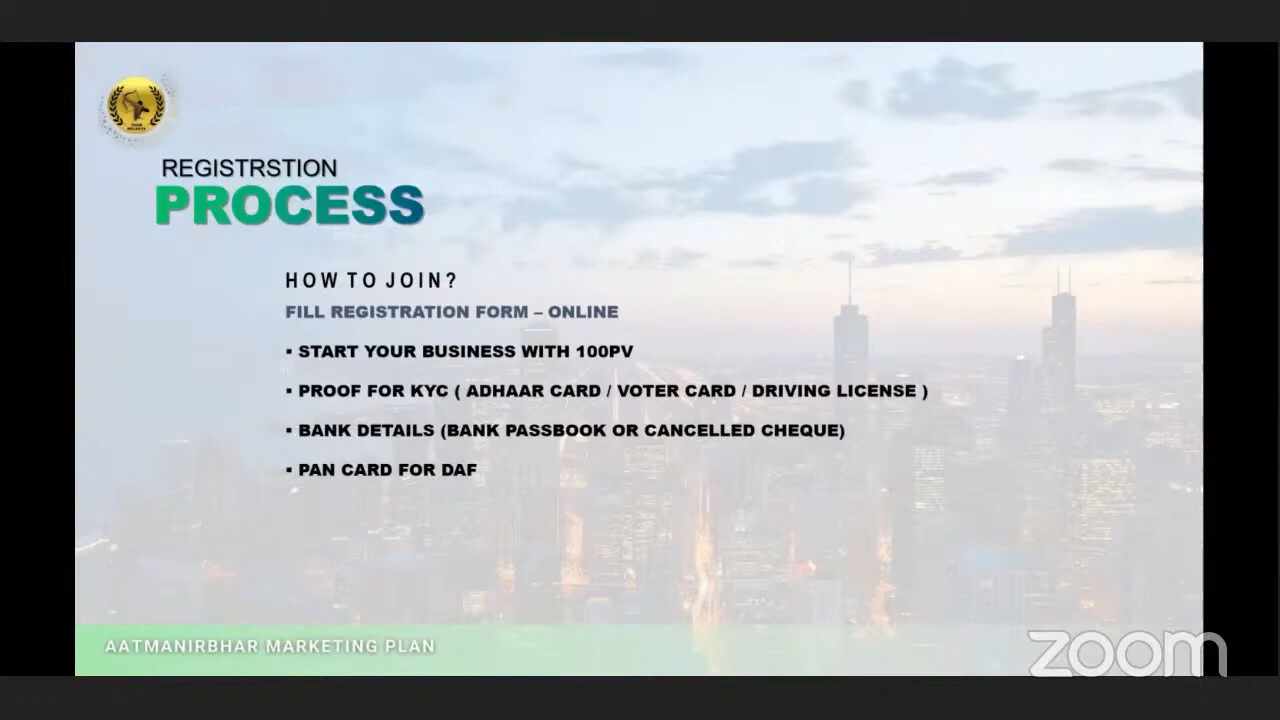 REGISTRSTION
PROCESS
HOW TO JOIN?
FILL REGISTRATION FORM – ONLINE
▪ START YOUR BUSINESS WITH 100PV
▪ PROOF FOR KYC ( ADHAAR CARD / VOTER CARD / DRIVING LICENSE )
▪ BANK DETAILS (BANK PASSBOOK OR CANCELLED CHEQUE)
▪ PAN CARD FOR DAF
AATMANIRBHAR MARKETING PLAN
zoom